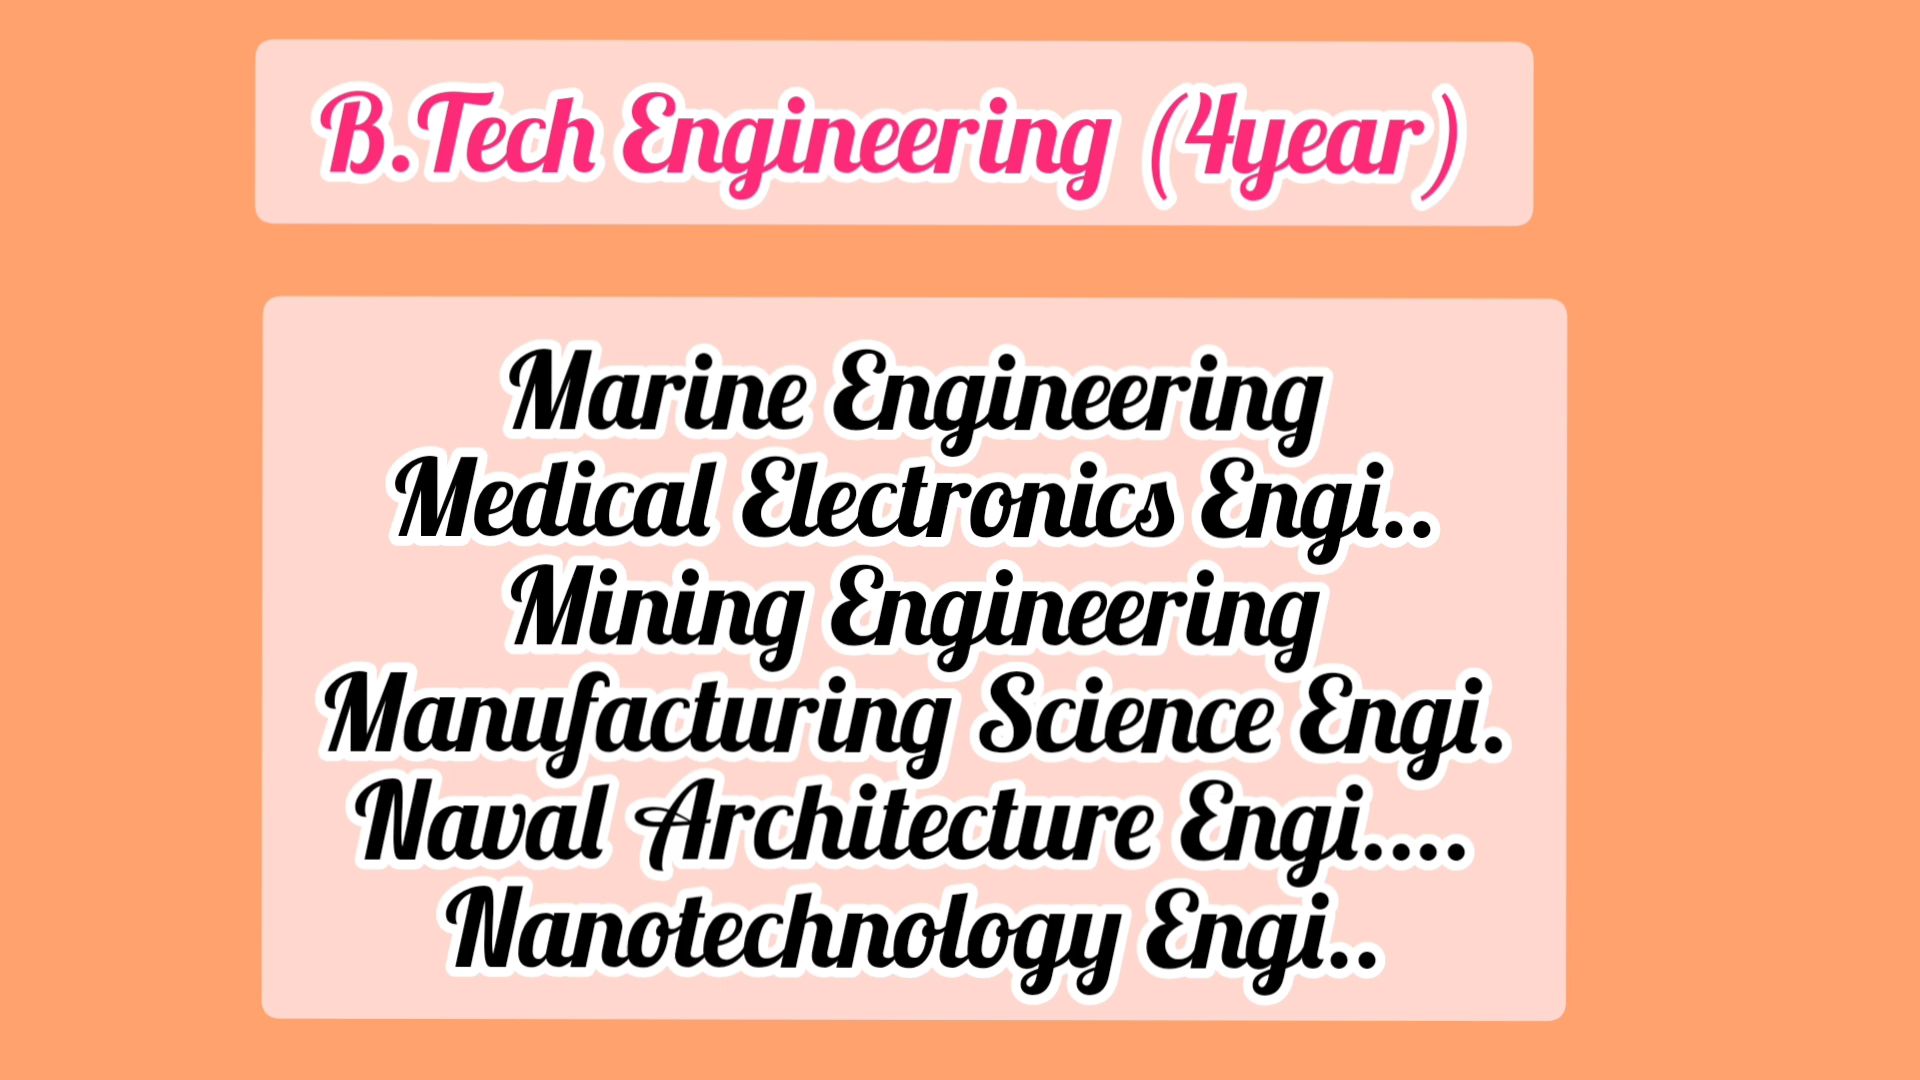 B.Tech Engineering (4year)
Marine Engineering
Medical Electronics Engi..
Mining Engineering
Manufacturing Science Engi.
Naval Architecture Engi....
Nanotechnology Engi..